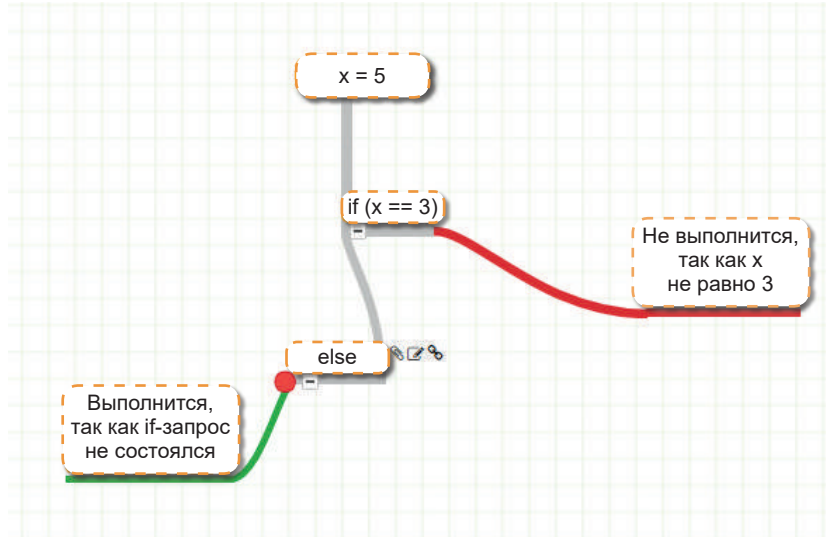 x = 5
if (x == 3)
Не выполнится,
так как x
не равно 3
else
Выполнится,
так как if-запрос
не состоялся